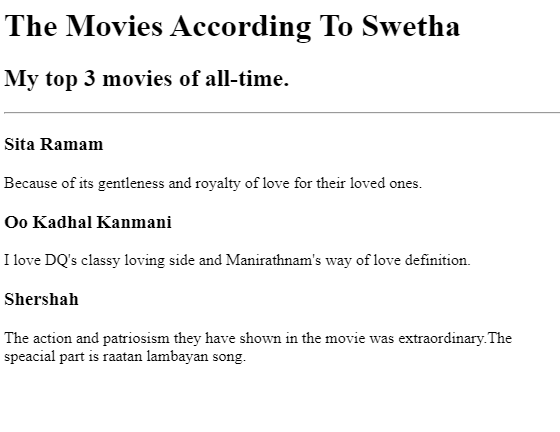 The Movies According To Swetha
My top 3 movies of all-time.
Sita Ramam
Because of its gentleness and royalty of love for their loved ones.
Oo Kadhal Kanmani
I love DQ's classy loving side and Manirathnam's way of love definition.
Shershah
The action and patriosism they have shown in the movie was extraordinary.The
speacial part is raatan lambayan song.